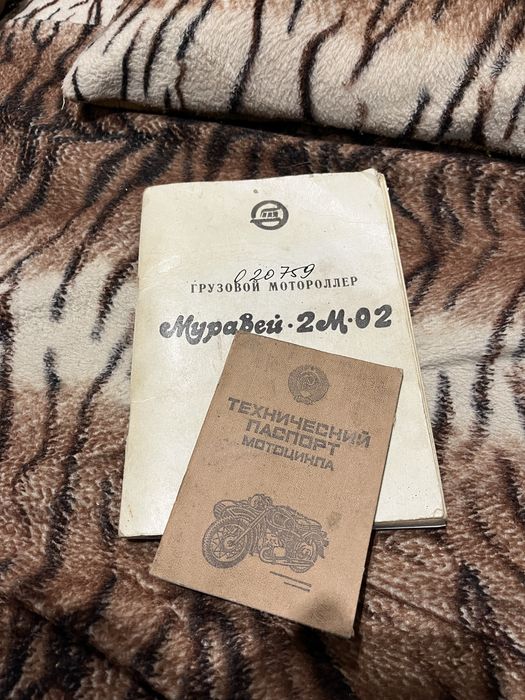 020759
ГРУЗОВОЙ МОТОРОЛЛЕР
Муравей·2М·02
ТЕХНИЧЕСКИЙ
ПАСПОРТ
МОТОЦИКЛА